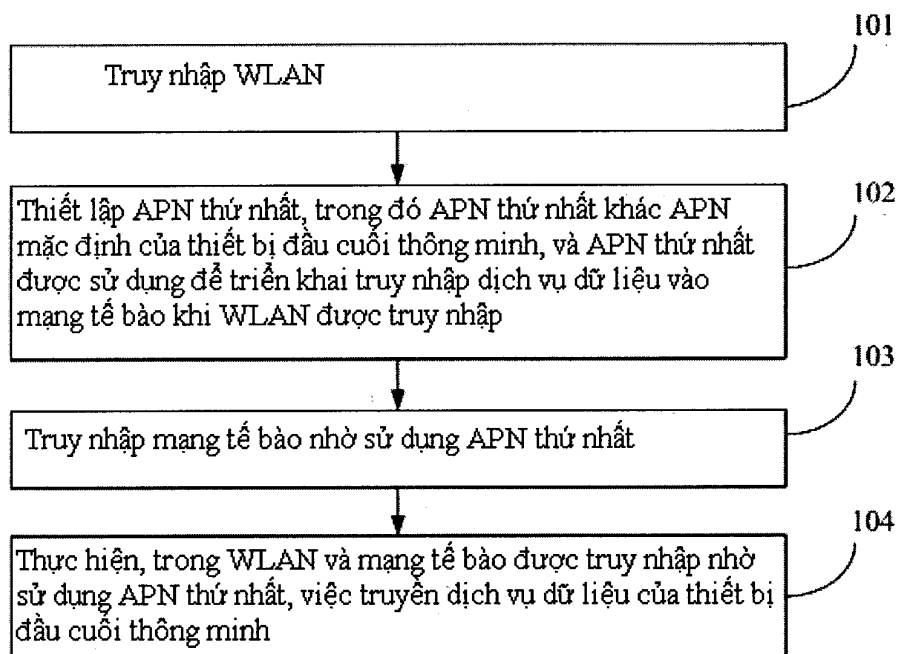 101
Truy nhập WLAN
102
Thiết lập APN thứ nhất, trong đó APN thứ nhất khác APN
mặc định của thiết bị đầu cuối thông minh, và APN thứ nhất
được sử dụng để triển khai truy nhập dịch vụ dữ liệu vào
mạng tế bào khi WLAN được truy nhập
103
Truy nhập mạng tế bào nhờ sử dụng APN thứ nhất
104
Thực hiện, trong WLAN và mạng tế bào được truy nhập nhờ
sử dụng APN thứ nhất, việc truyền dịch vụ dữ liệu của thiết bị
đầu cuối thông minh